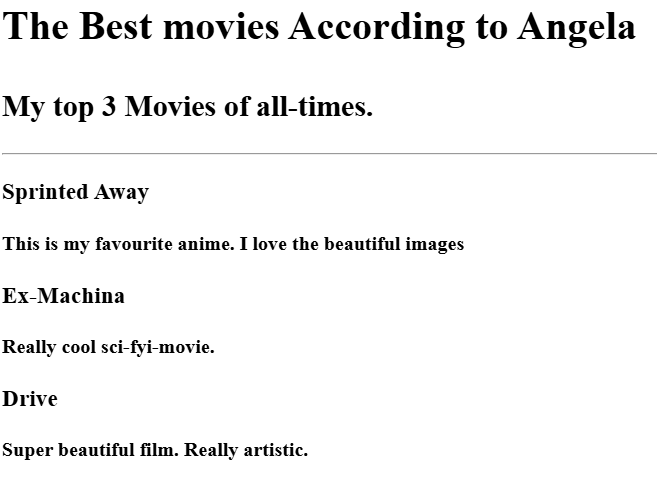 The Best movies According to Angela
My top 3 Movies of all-times.
Sprinted Away
This is my favourite anime. I love the beautiful images
Ex-Machina
Really cool sci-fyi-movie.
Drive
Super beautiful film. Really artistic.